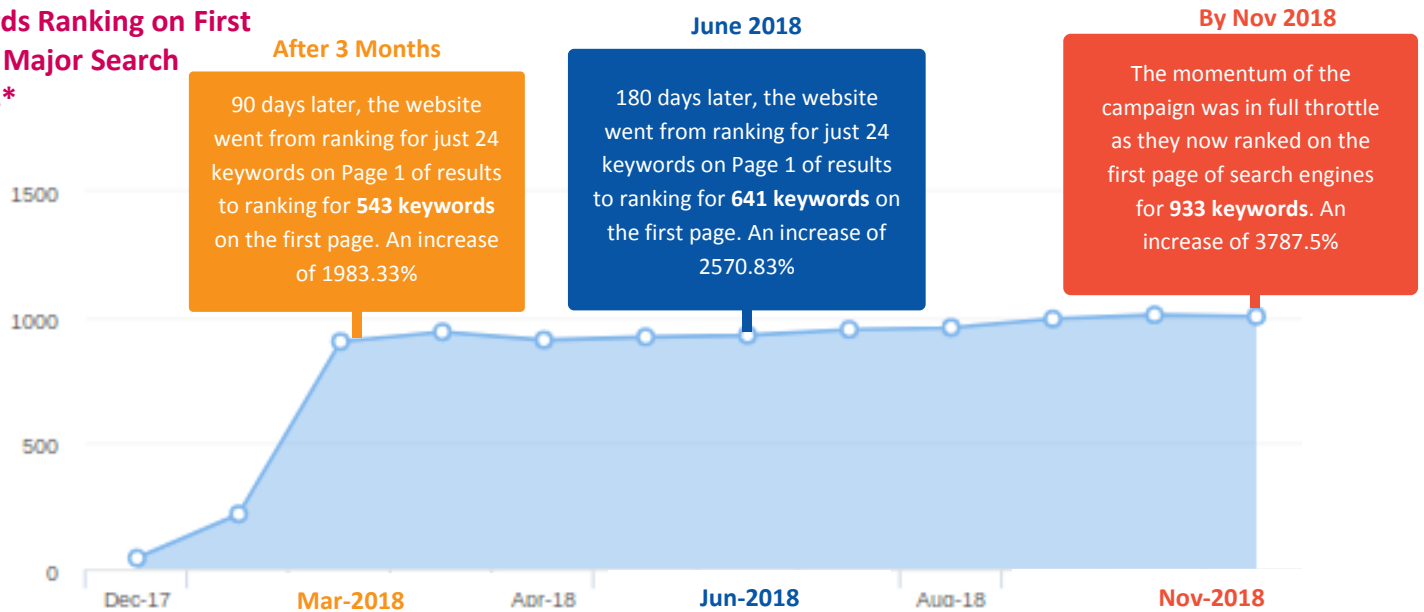 ds Ranking on First
Major Search
*
After 3 Months
90 days later, the website
went from ranking for just 24
keywords on Page 1 of results
to ranking for 543 keywords
on the first page. An increase
of 1983.33%
June 2018
180 days later, the website
went from ranking for just 24
keywords on Page 1 of results
to ranking for 641 keywords on
the first page. An increase of
2570.83%
By Nov 2018
The momentum of the
campaign was in full throttle
as they now ranked on the
first page of search engines
for 933 keywords. An
increase of 3787.5%
1500
1000
500
0
Dec-17
Mar-2018
Apr-18
Jun-2018
Aug-18
Nov-2018